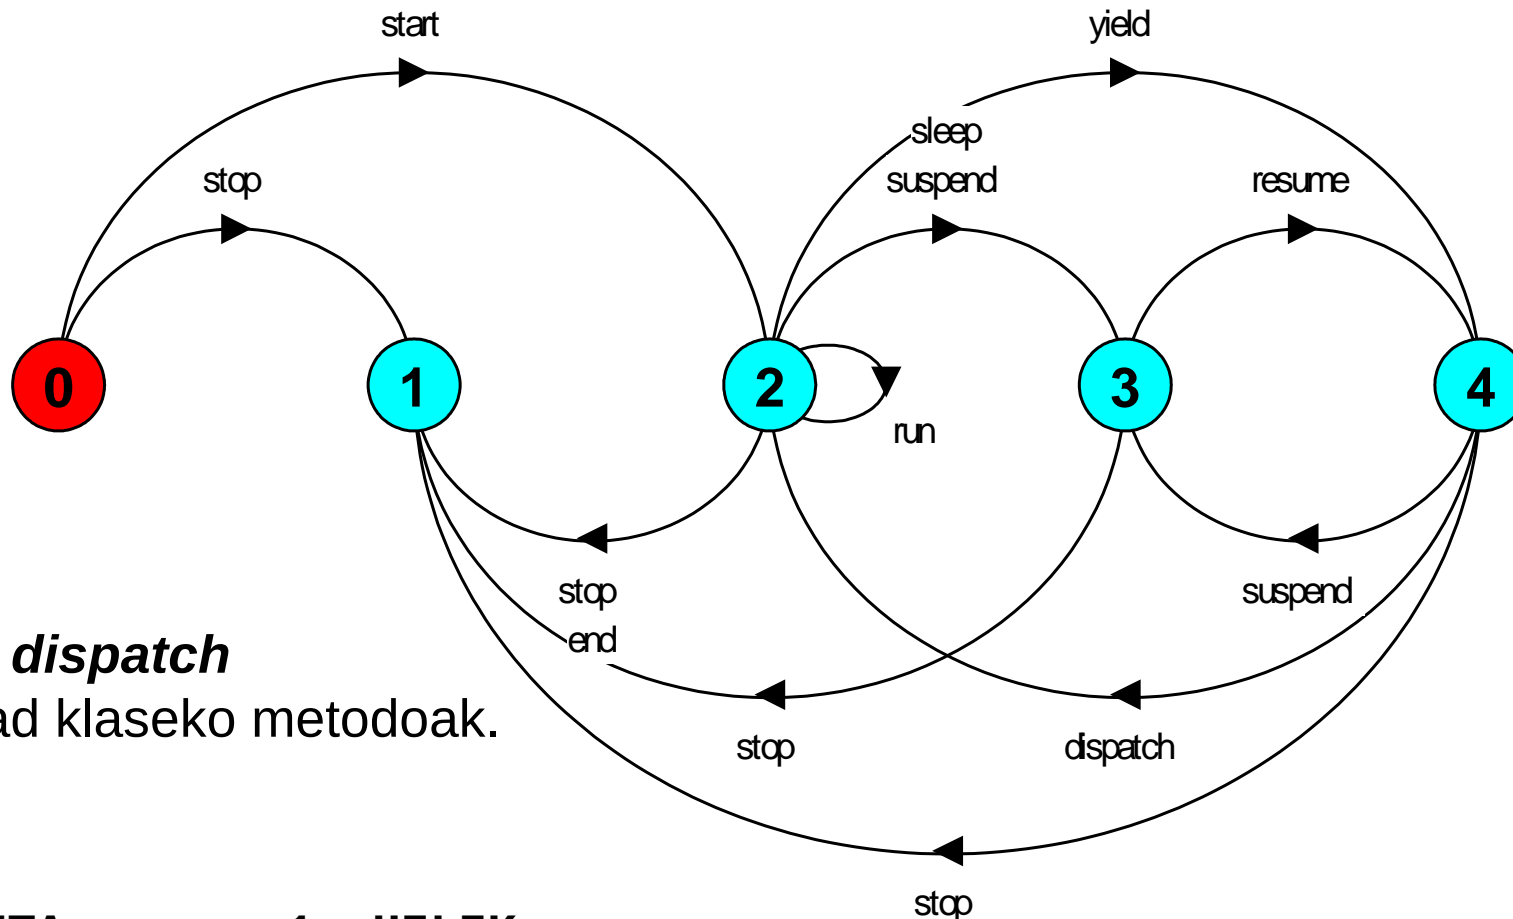 start
yield
sleep
suspend
stop
resume
0
1
2
3
4
run
stop
end
suspend
dispatch
klaseko metodoak.
stop
dispatch
stop